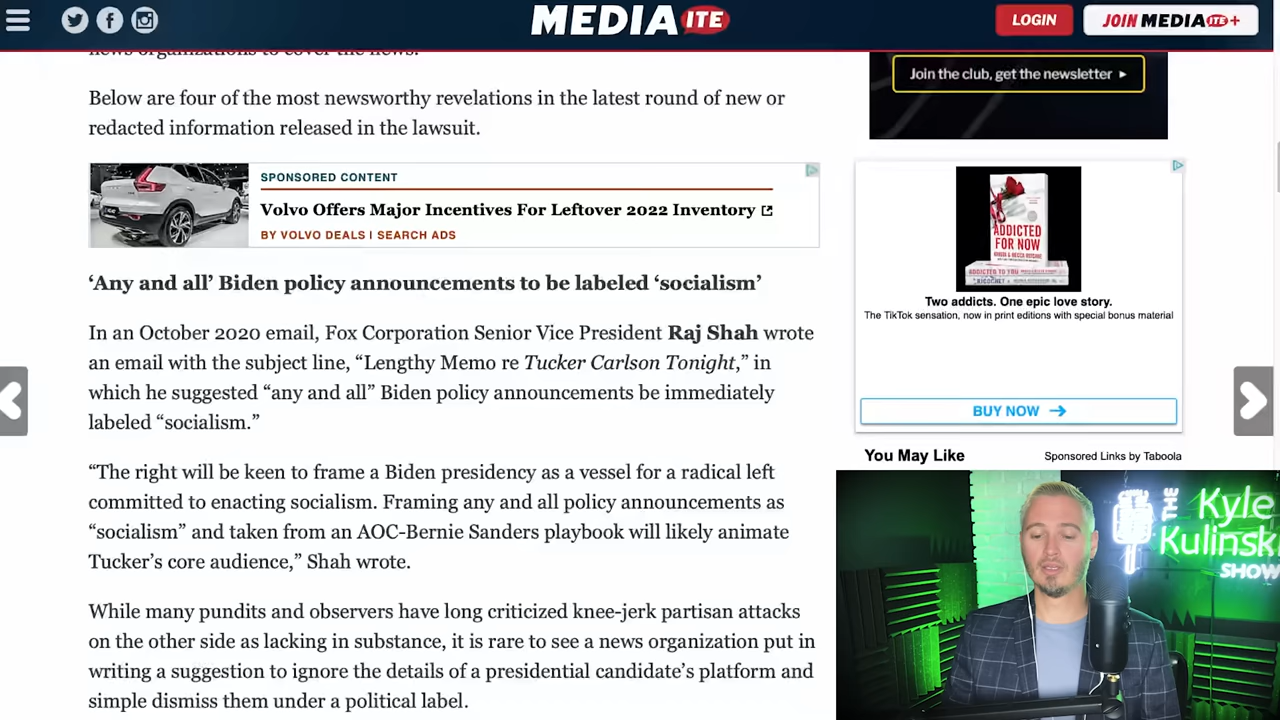 MEDIAITE
LOGIN
JOIN MEDIAITE+
news organizations to cover the news.
Below are four of the most newsworthy revelations in the latest round of new or
redacted information released in the lawsuit.
SPONSORED CONTENT
Volvo Offers Major Incentives For Leftover 2022 Inventory
BY VOLVO DEALS | SEARCH ADS
‘Any and all’ Biden policy announcements to be labeled ‘socialism’
In an October 2020 email, Fox Corporation Senior Vice President Raj Shah wrote
an email with the subject line, “Lengthy Memo re Tucker Carlson Tonight,” in
which he suggested “any and all” Biden policy announcements be immediately
labeled “socialism.”
“The right will be keen to frame a Biden presidency as a vessel for a radical left
committed to enacting socialism. Framing any and all policy announcements as
“socialism” and taken from an AOC-Bernie Sanders playbook will likely animate
Tucker’s core audience,” Shah wrote.
While many pundits and observers have long criticized knee-jerk partisan attacks
on the other side as lacking in substance, it is rare to see a news organization put in
writing a suggestion to ignore the details of a presidential candidate’s platform and
simple dismiss them under a political label.
Join the club, get the newsletter ▸
ADDICTED
FOR NOW
ADDICTED TO YOU
RICOCHET
Two addicts. One epic love story.
The TikTok sensation, now in print editions with special bonus material
BUY NOW →
You May Like
Sponsored Links by Taboola
THE
Kyle
Kulinski
SHOW